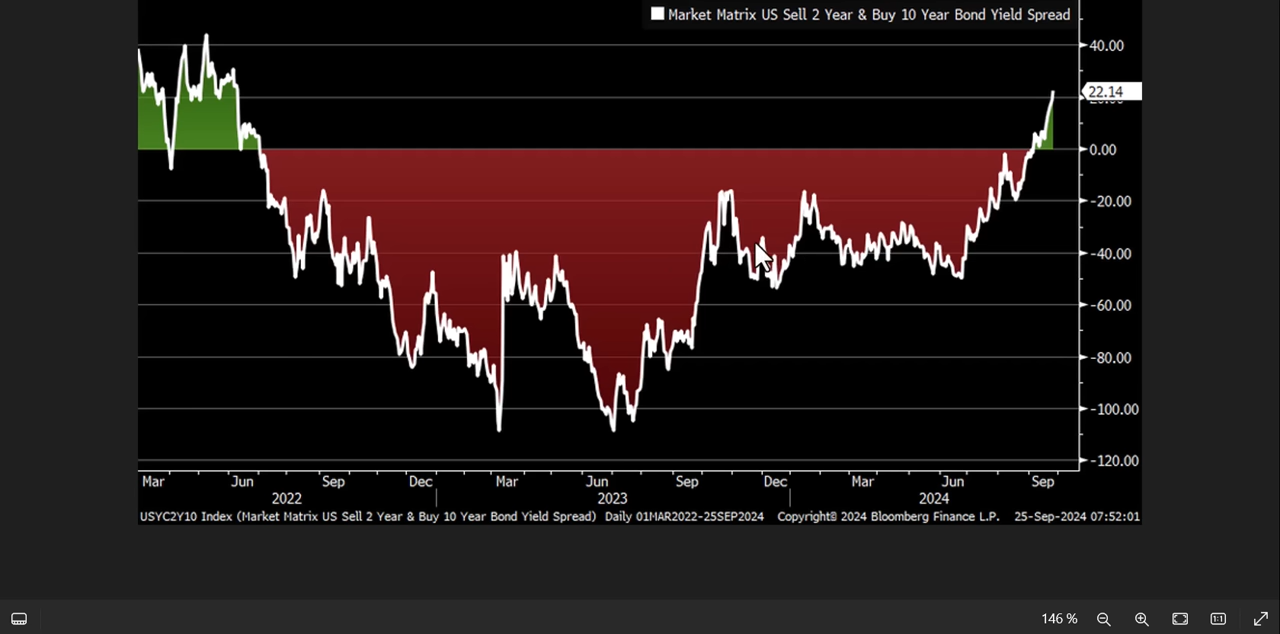 Market Matrix US Sell 2 Year & Buy 10 Year Bond Yield Spread
40.00
22.14
0.00
-20.00
-40.00
-60.00
-80.00
-100.00
-120.00
Mar Jun Sep Dec Mar Jun Sep Dec Mar Jun Sep
2022 2023 2024
USYC2Y10 Index (Market Matrix US Sell 2 Year & Buy 10 Year Bond Yield Spread) Daily 01MAR2022-25SEP2024 Copyright© 2024 Bloomberg Finance L.P. 25-Sep-2024 07:52:01
146 %
1:1